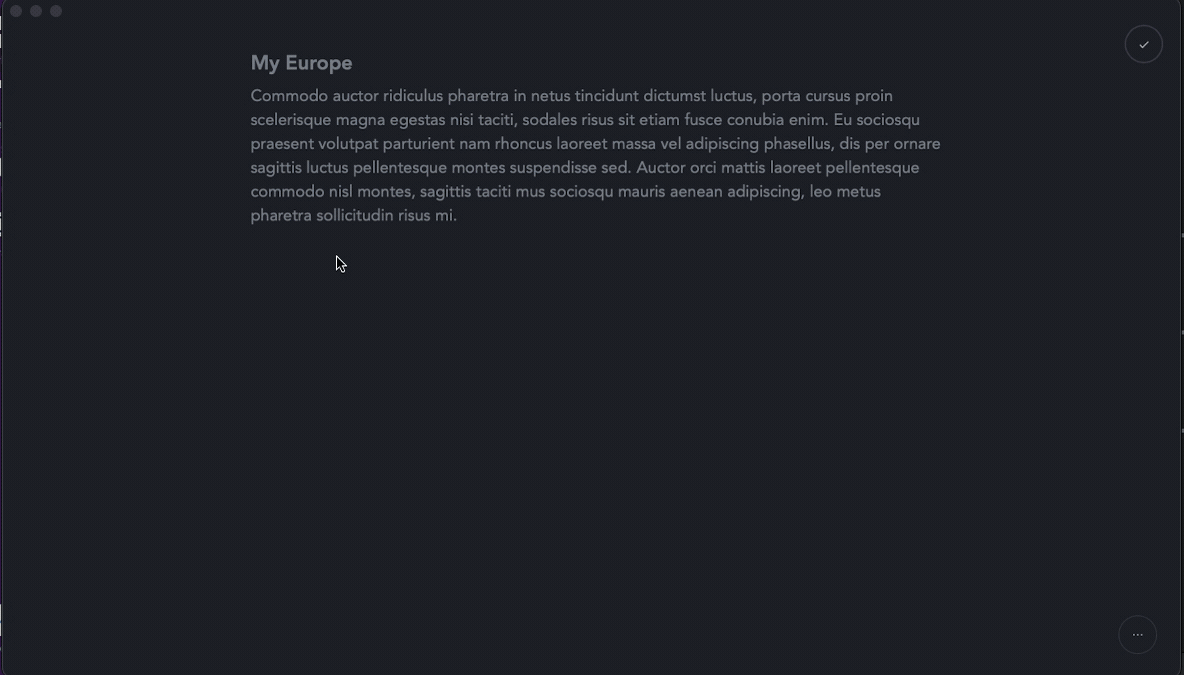 My Europe
Commodo auctor ridiculus pharetra in netus tincidunt dictumst luctus, porta cursus proin
scelerisque magna egestas nisi taciti, sodales risus sit etiam fusce conubia enim. Eu sociosqu
praesent volutpat parturient nam rhoncus laoreet massa vel adipiscing phasellus, dis per ornare
sagittis luctus pellentesque montes suspendisse sed. Auctor orci mattis laoreet pellentesque
commodo nisl montes, sagittis taciti mus sociosqu mauris aenean adipiscing, leo metus
pharetra sollicitudin risus mi.